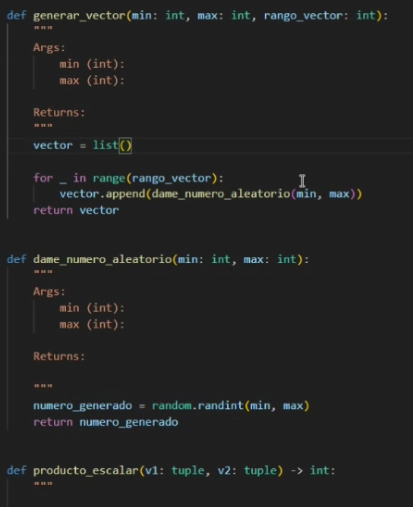 def generar_vector(min: int, max: int, rango_vector: int):
"""
Args:
min (int):
max (int):
Returns:
"""
vector = list()
for _ in range(rango_vector):
vector.append(dame_numero_aleatorio(min, max))
return vector
def dame_numero_aleatorio(min: int, max: int):
"""
Args:
min (int):
max (int):
Returns:
"""
numero_generado = random.randint(min, max)
return numero_generado
def producto_escalar(v1: tuple, v2: tuple) -> int:
"""